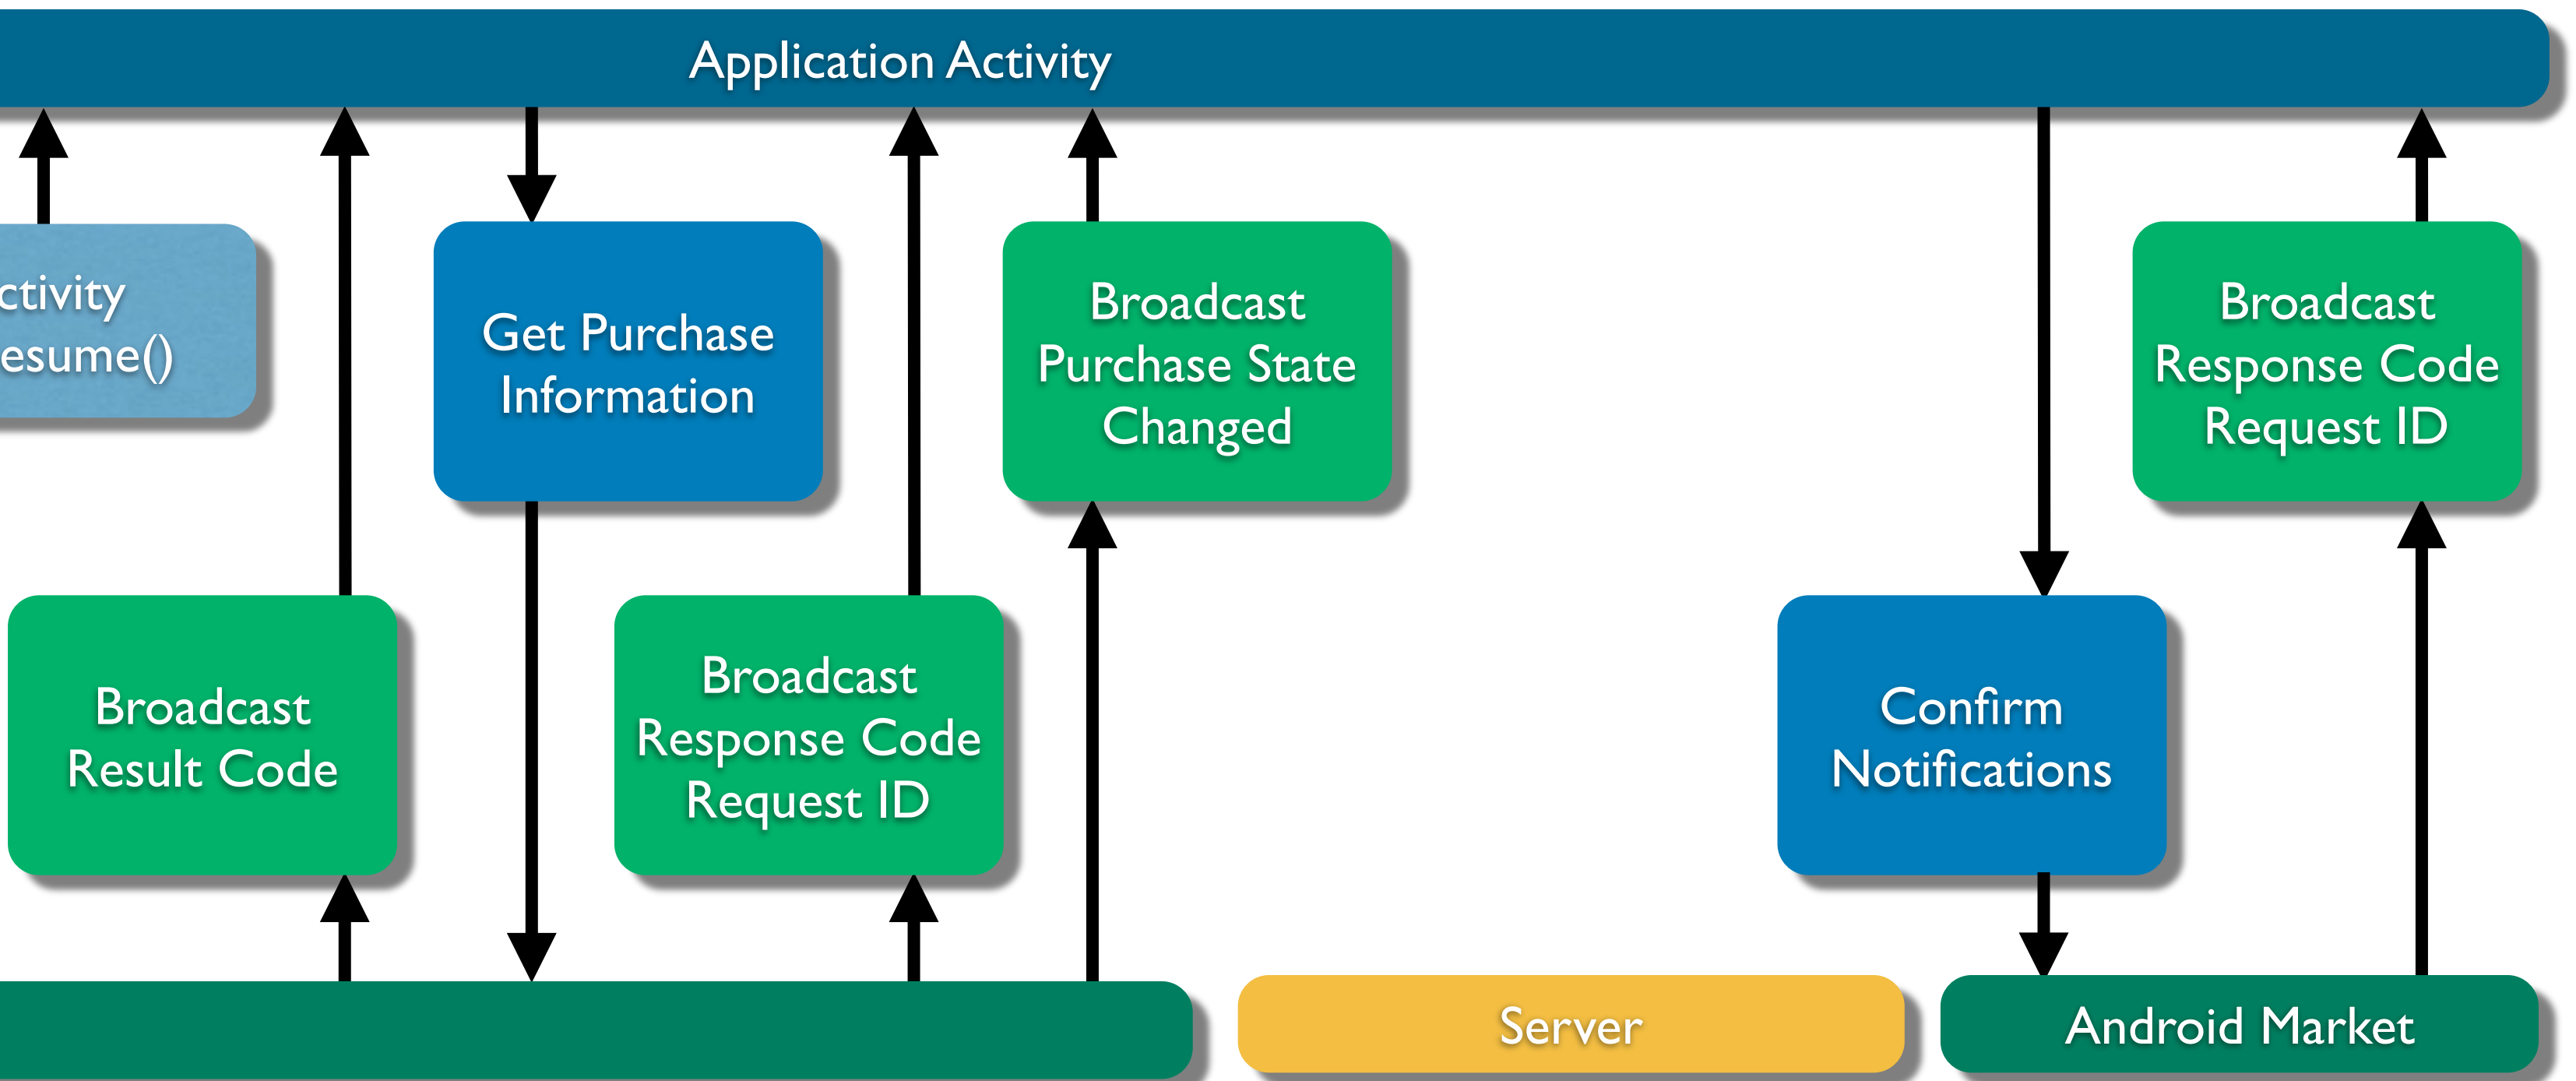 Application Activity
ctivity
esume()
Get Purchase
Information
Broadcast
Purchase State
Changed
Broadcast
Response Code
Request ID
Broadcast
Result Code
Broadcast
Response Code
Request ID
Confirm
Notifications
Server
Android Market